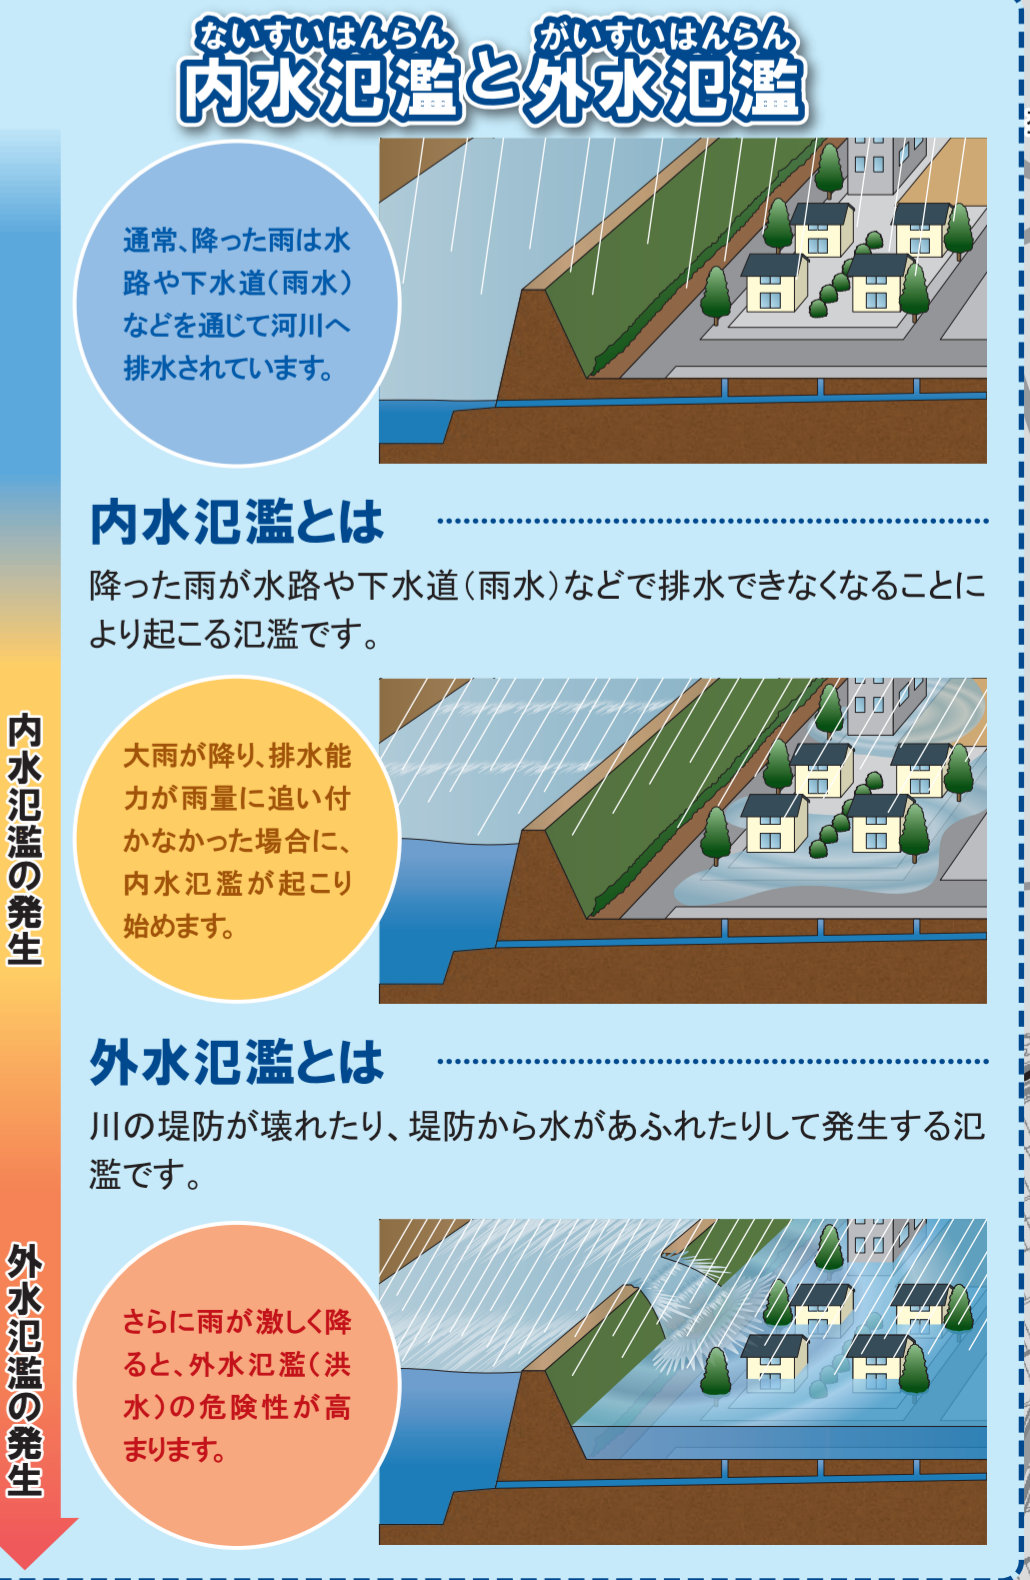 ないすいはんらん がいすいはんらん
内水氾濫と外水氾濫
通常、降った雨は水
路や下水道(雨水)
などを通じて河川へ
排水されています。
内水氾濫とは
降った雨が水路や下水道(雨水)などで排水できなくなることに
より起こる氾濫です。
内水氾濫の発生
大雨が降り、排水能
力が雨量に追い付
かなかった場合に、
内水氾濫が起こり
始めます。
外水氾濫とは
川の堤防が壊れたり、堤防から水があふれたりして発生する氾
濫です。
外水氾濫の発生
さらに雨が激しく降
ると、外水氾濫(洪
水)の危険性が高
まります。